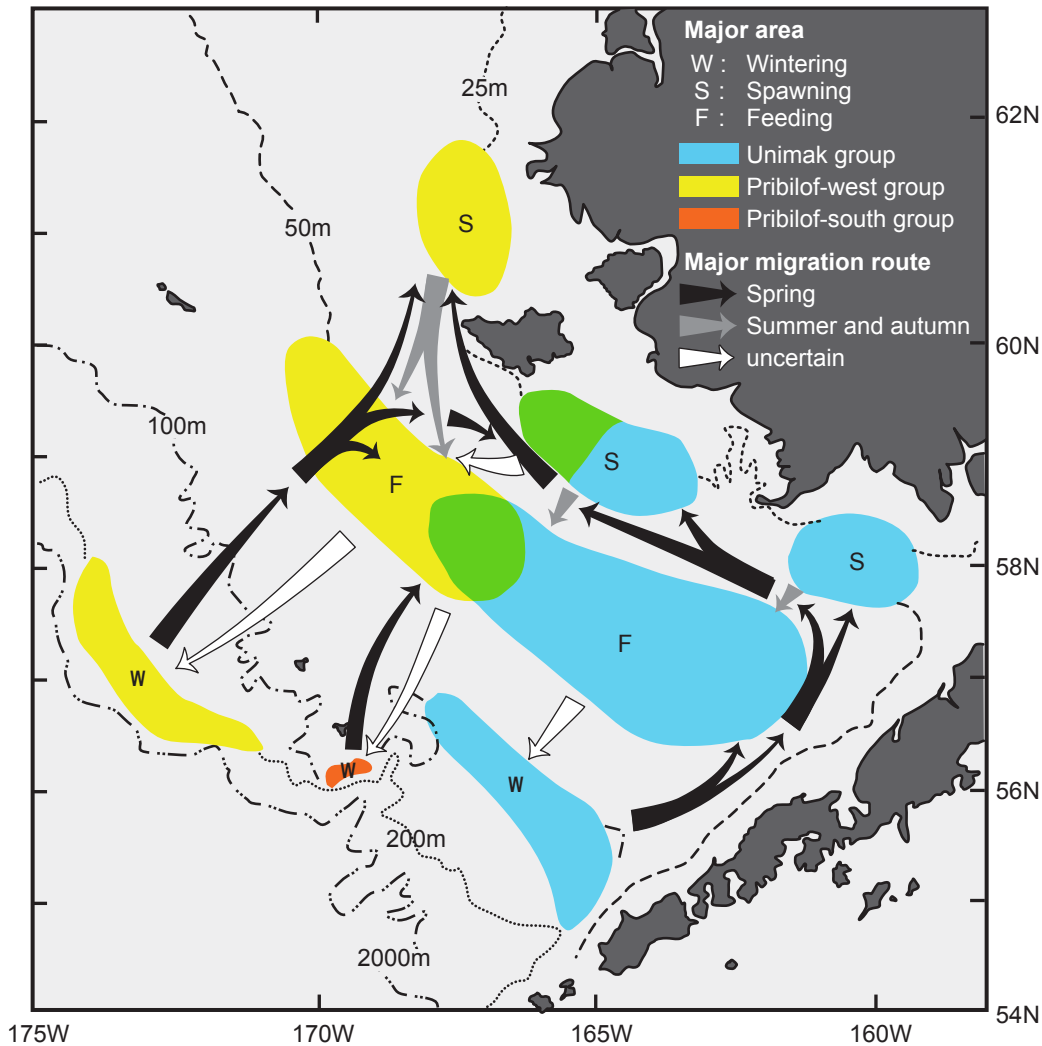 Major area
W : Wintering
S : Spawning
F : Feeding
Unimak group
Pribilof-west group
Pribilof-south group
Major migration route
Spring
Summer and autumn
uncertain
25m
62N
S
50m
60N
100m
S
F
S
58N
F
W
W
W
56N
200m
2000m
54N
175W
170W
165W
160W